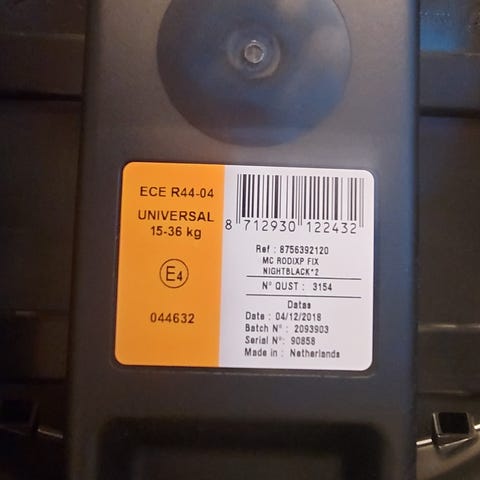 ECE R44-04
UNIVERSAL
15-36 kg
E4
044632
8 712930 122432
Ref : 8756392120
MC RODIXP FIX
NIGHTBLACK*2
N° QUST : 3154
Datas
Date : 04/12/2018
Batch N° : 2093903
Serial N°: 90858
Made in : Netherlands